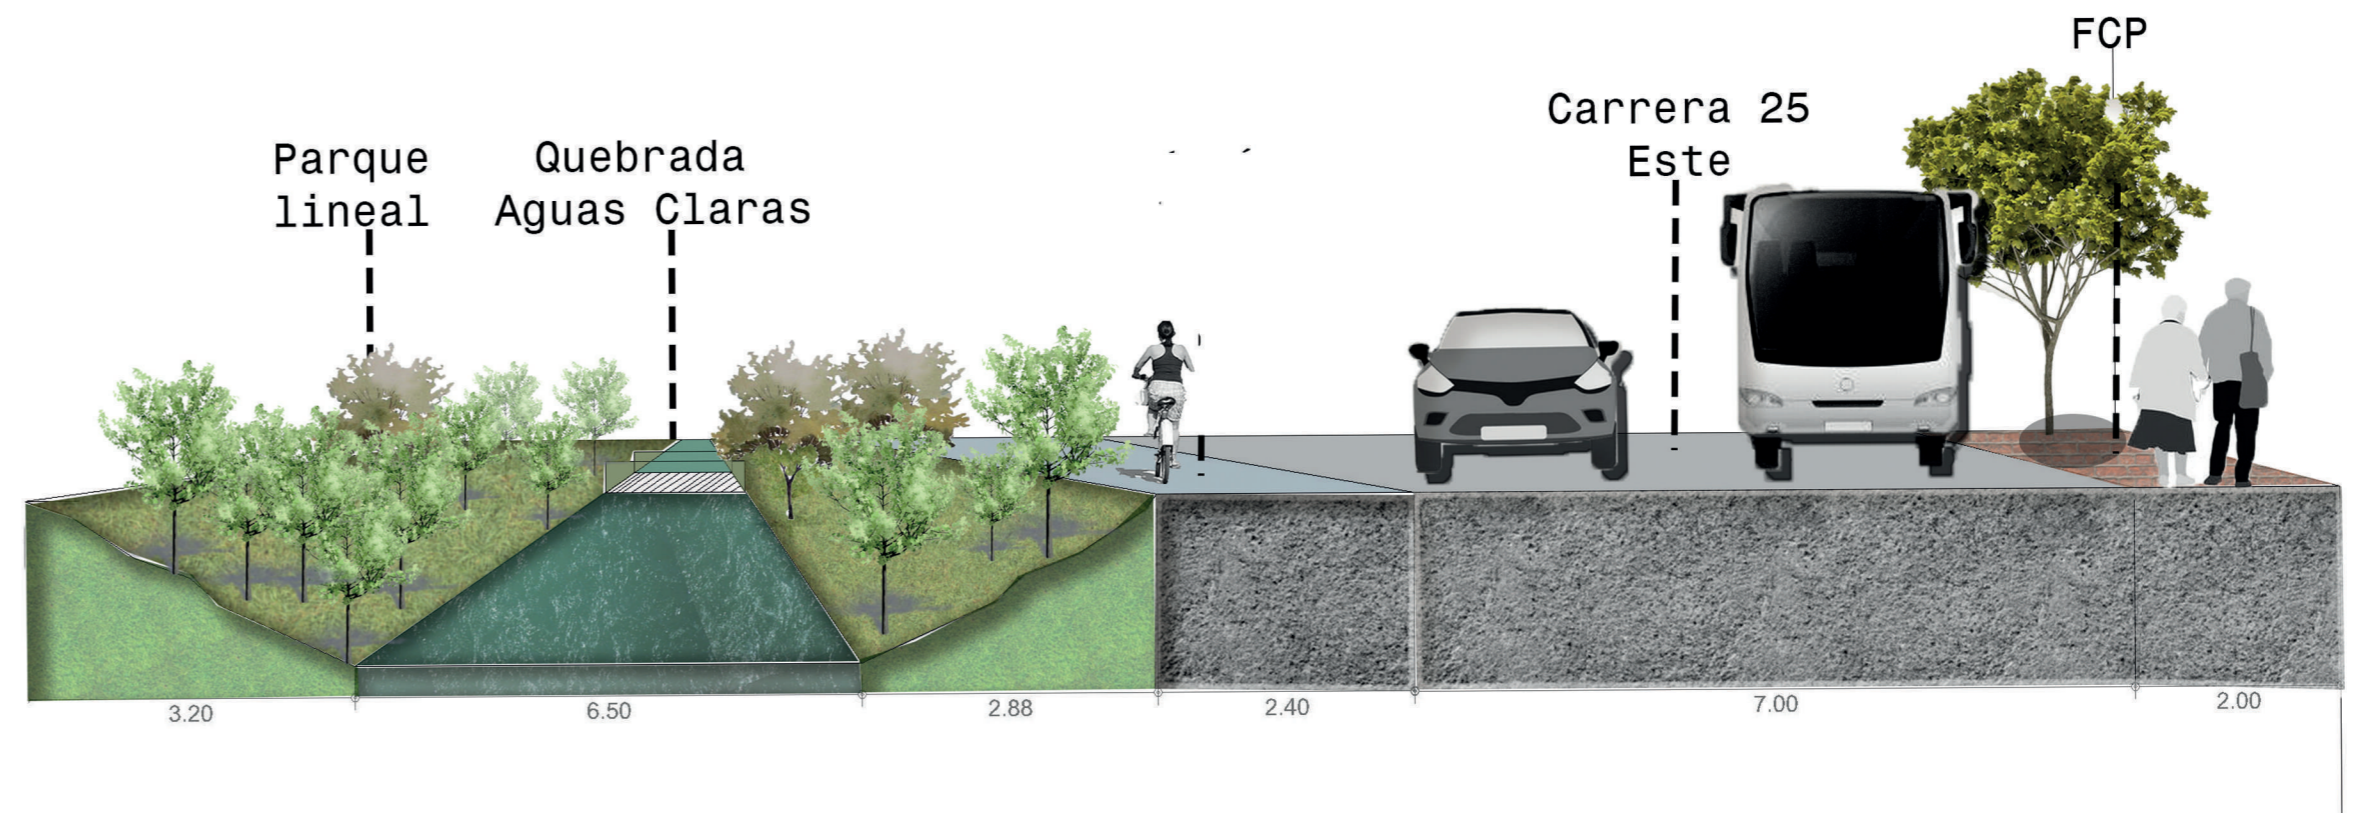 FCP
Carrera 25
Este
Parque
lineal
Quebrada
Aguas Claras
3.20
6.50
2.88
2.40
7.00
2.00